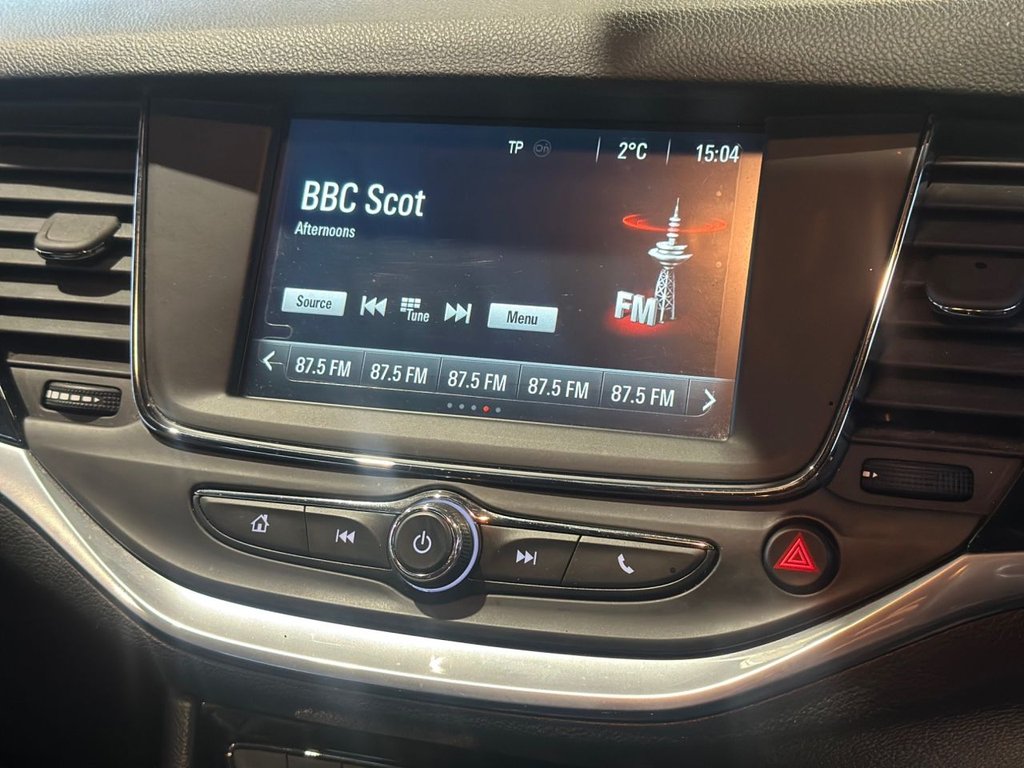 TP 2°C 15:04
BBC Scot
Afternoons
FM
Source Tune Menu
87.5 FM 87.5 FM 87.5 FM 87.5 FM 87.5 FM